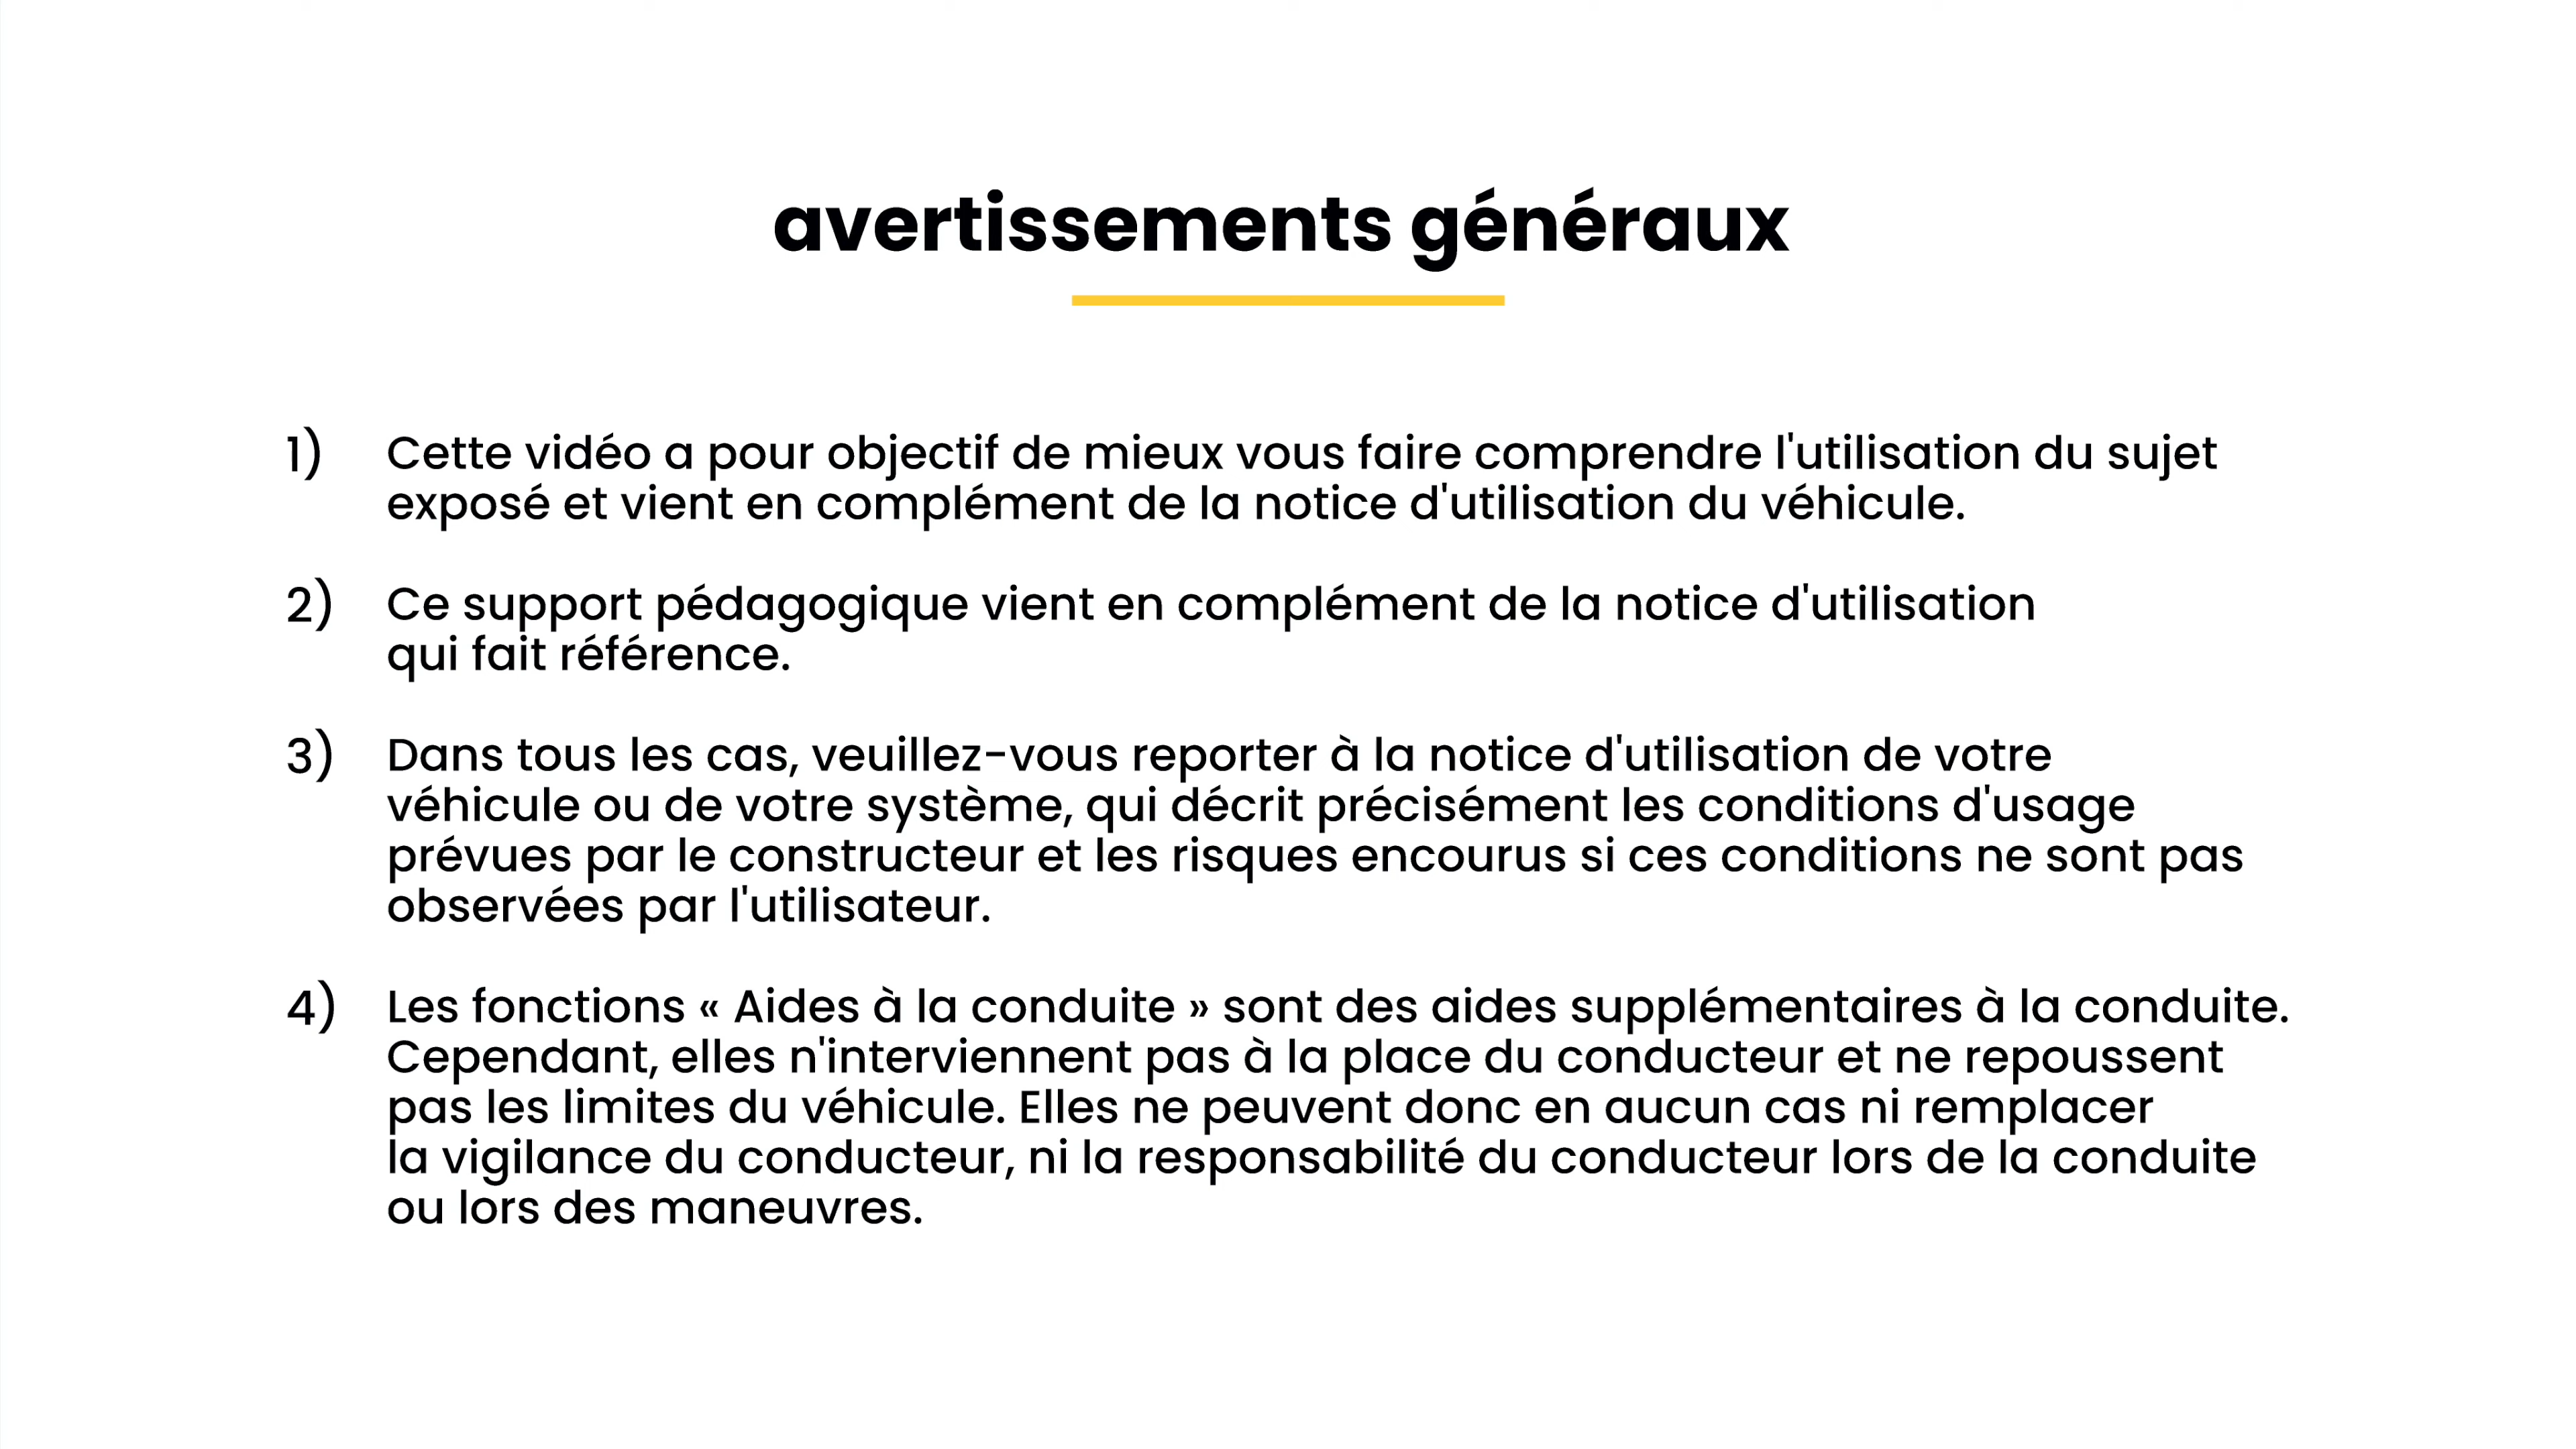 avertissements généraux
1) Cette vidéo a pour objectif de mieux vous faire comprendre l'utilisation du sujet
exposé et vient en complément de la notice d'utilisation du véhicule.
2) Ce support pédagogique vient en complément de la notice d'utilisation
qui fait référence.
3) Dans tous les cas, veuillez-vous reporter à la notice d'utilisation de votre
véhicule ou de votre système, qui décrit précisément les conditions d'usage
prévues par le constructeur et les risques encourus si ces conditions ne sont pas
observées par l'utilisateur.
4) Les fonctions « Aides à la conduite » sont des aides supplémentaires à la conduite.
Cependant, elles n'interviennent pas à la place du conducteur et ne repoussent
pas les limites du véhicule. Elles ne peuvent donc en aucun cas ni remplacer
la vigilance du conducteur, ni la responsabilité du conducteur lors de la conduite
ou lors des maneuvres.